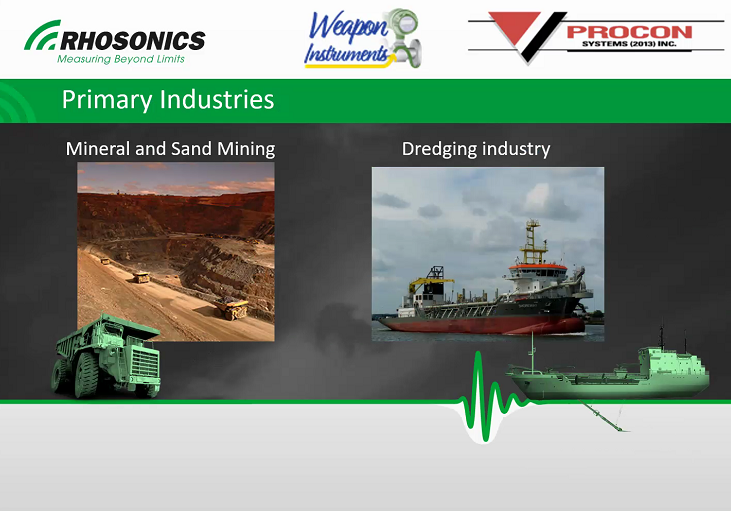 RHOSONICS
Measuring Beyond Limits
Weapon
Instruments
PROCON
SYSTEMS (2013) INC.
Primary Industries
Mineral and Sand Mining
Dredging industry